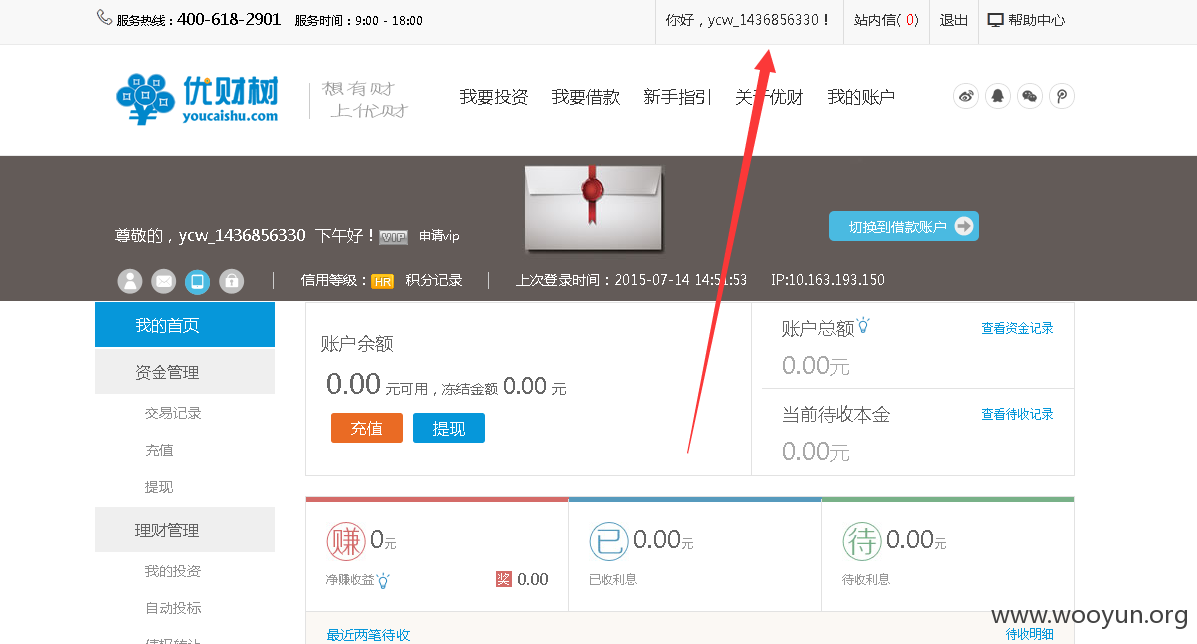 服务热线：400-618-2901 服务时间：9:00 - 18:00
你好，ycw_1436856330！ 站内信( 0) 退出 帮助中心
优财树
youcaishu.com
想有财
上优财
我要投资 我要借款 新手指引 关于优财 我的账户
尊敬的，ycw_1436856330 下午好！ VIP 申请vip
切换到借款账户
信用等级： HR 积分记录 上次登录时间：2015-07-14 14:51:53 IP:10.163.193.150
我的首页
资金管理
交易记录
充值
提现
理财管理
我的投资
自动投标
债权转让
账户余额
0.00 元可用，冻结金额 0.00 元
充值 提现
账户总额 查看资金记录
0.00元
当前待收本金 查看待收记录
0.00元
赚 0元
净赚收益 奖 0.00
已 0.00元
已收利息
待 0.00元
待收利息
最近两笔待收 待收明细
www.wooyun.org